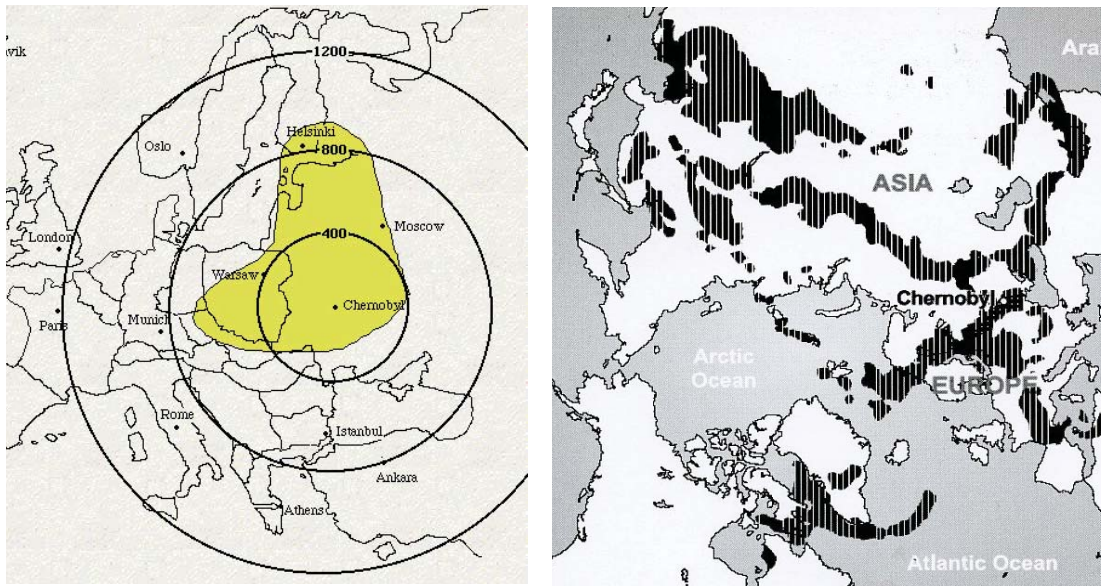 1200
vik
Helsinki
Oslo
800
Moscow
London
400
Warsaw
Chernobyl
Paris
Munich
Rome
Istanbul
Ankara
Athens
Ara
ASIA
Chernobyl
Arctic
Ocean
EUROPE
Atlantic Ocean